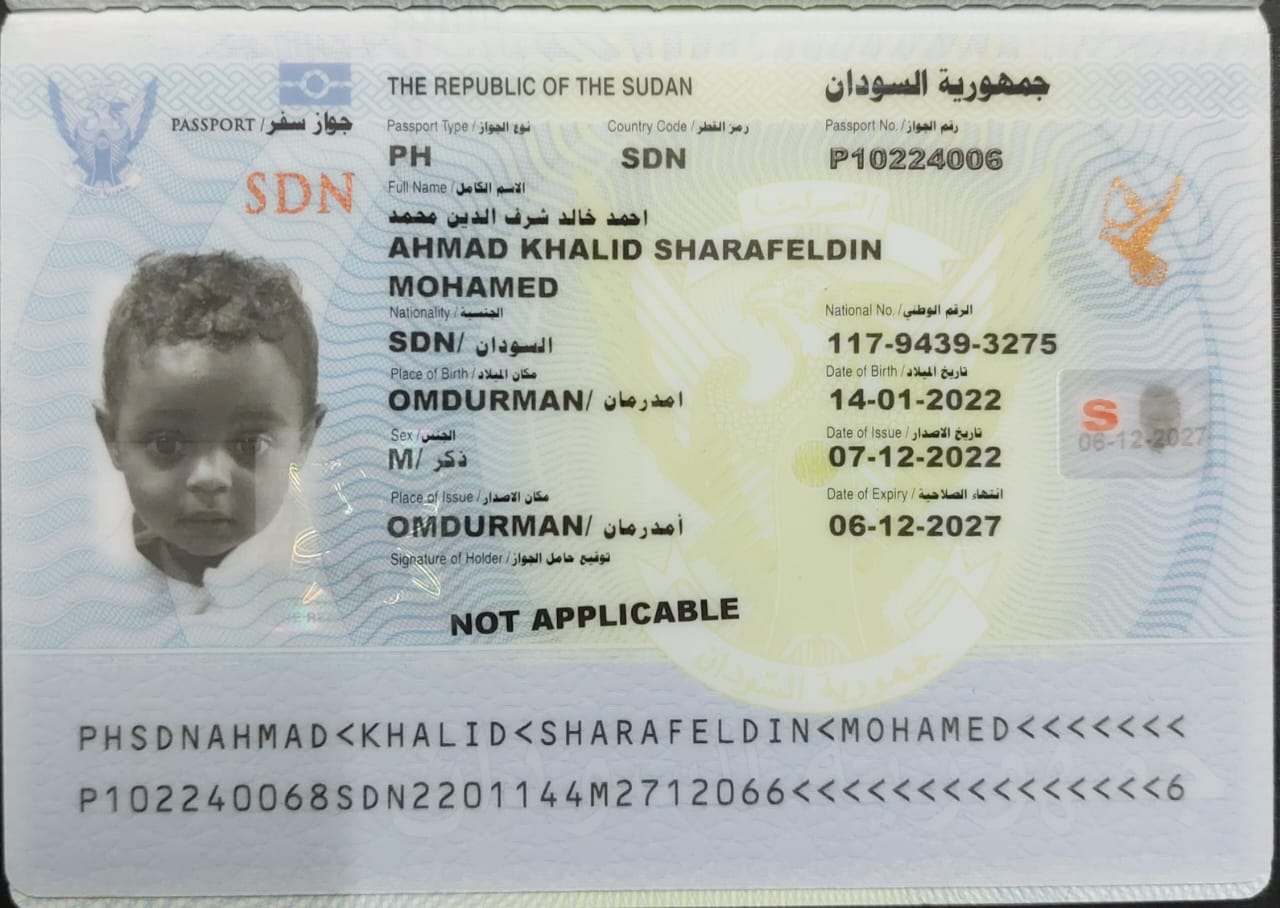 THE REPUBLIC OF THE SUDAN جمهورية السودان
PASSPORT / جواز سفر
Passport Type / نوع الجواز Country Code / رمز القطر Passport No. / رقم الجواز
PH SDN P10224006
SDN
Full Name / الاسم الكامل
احمد خالد شرف الدين محمد
AHMAD KHALID SHARAFELDIN
MOHAMED
Nationality / الجنسية National No. / الرقم الوطني
SDN/ السودان 117-9439-3275
Place of Birth / مكان الميلاد Date of Birth / تاريخ الميلاد
OMDURMAN/ امدرمان 14-01-2022
S
06-12-2027
Sex / الجنس Date of Issue / تاريخ الاصدار
M/ ذكر 07-12-2022
Place of Issue / مكان الاصدار Date of Expiry / انتهاء الصلاحية
OMDURMAN/ أمدرمان 06-12-2027
Signature of Holder / توقيع حامل الجواز
NOT APPLICABLE
جمهورية السودان
PHSDNAHMAD<KHALID<SHARAFELDIN<MOHAMED<<<<<<<
P102240068SDN2201144M2712066<<<<<<<<<<<<<<<6